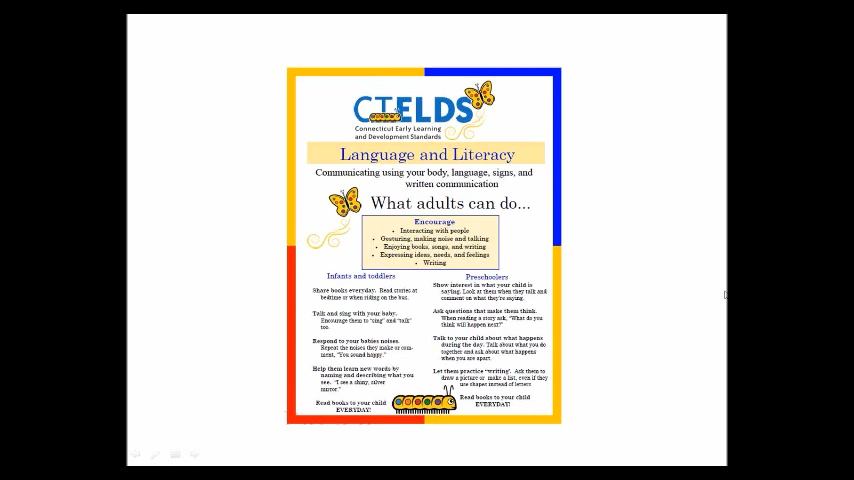 CTELDS
Connecticut Early Learning
and Development Standards
Language and Literacy
Communicating using your body, language, signs, and
written communication
What adults can do...
Encourage
• Interacting with people
• Gesturing, making noise and talking
• Enjoying books, songs, and writing
• Expressing ideas, needs, and feelings
• Writing
Infants and toddlers
Share books everyday. Read stories at
bedtime or when riding on the bus.
Talk and sing with your baby.
Encourage them to "sing" and "talk"
too.
Respond to your babies noises.
Repeat the noises they make or com-
ment, "You sound happy."
Help them learn new words by
naming and describing what you
see. "I see a shiny, silver
mirror."
Read books to your child
EVERYDAY!
Preschoolers
Show interest in what your child is
saying. Look at them when they talk and
comment on what they're saying.
Ask questions that make them think.
When reading a story ask, "What do you
think will happen next?"
Talk to your child about what happens
during the day. Talk about what you do
together and ask about what happens
when you are apart.
Let them practice "writing'. Ask them to
draw a picture or make a list, even if they
use shapes instead of letters
Read books to your child
EVERYDAY!